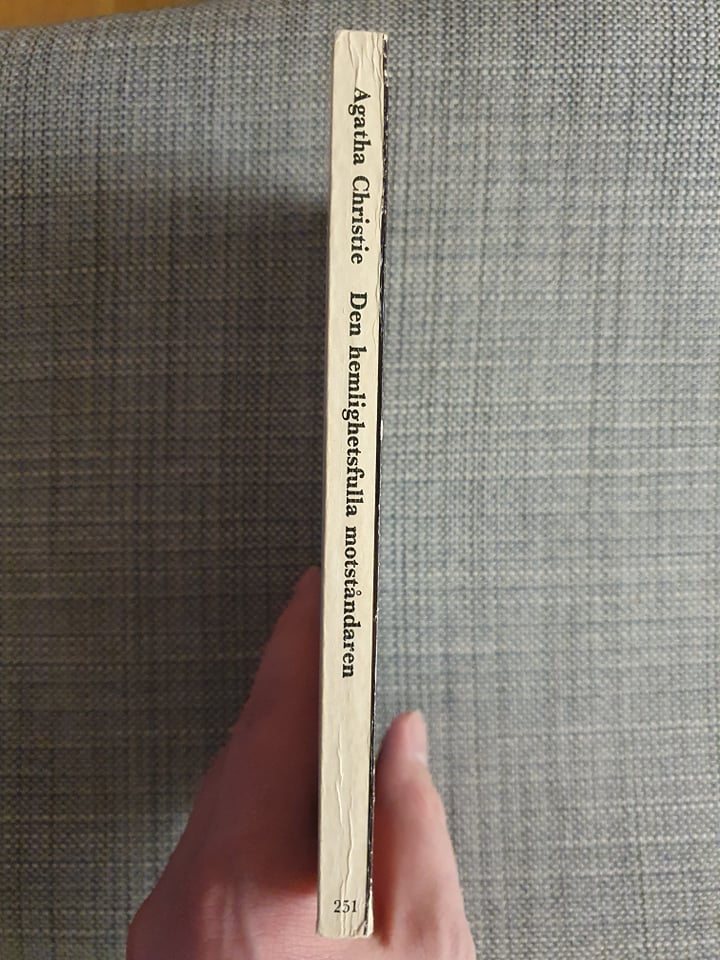 Agatha Christie Den hemlighetsfulla motståndaren
251